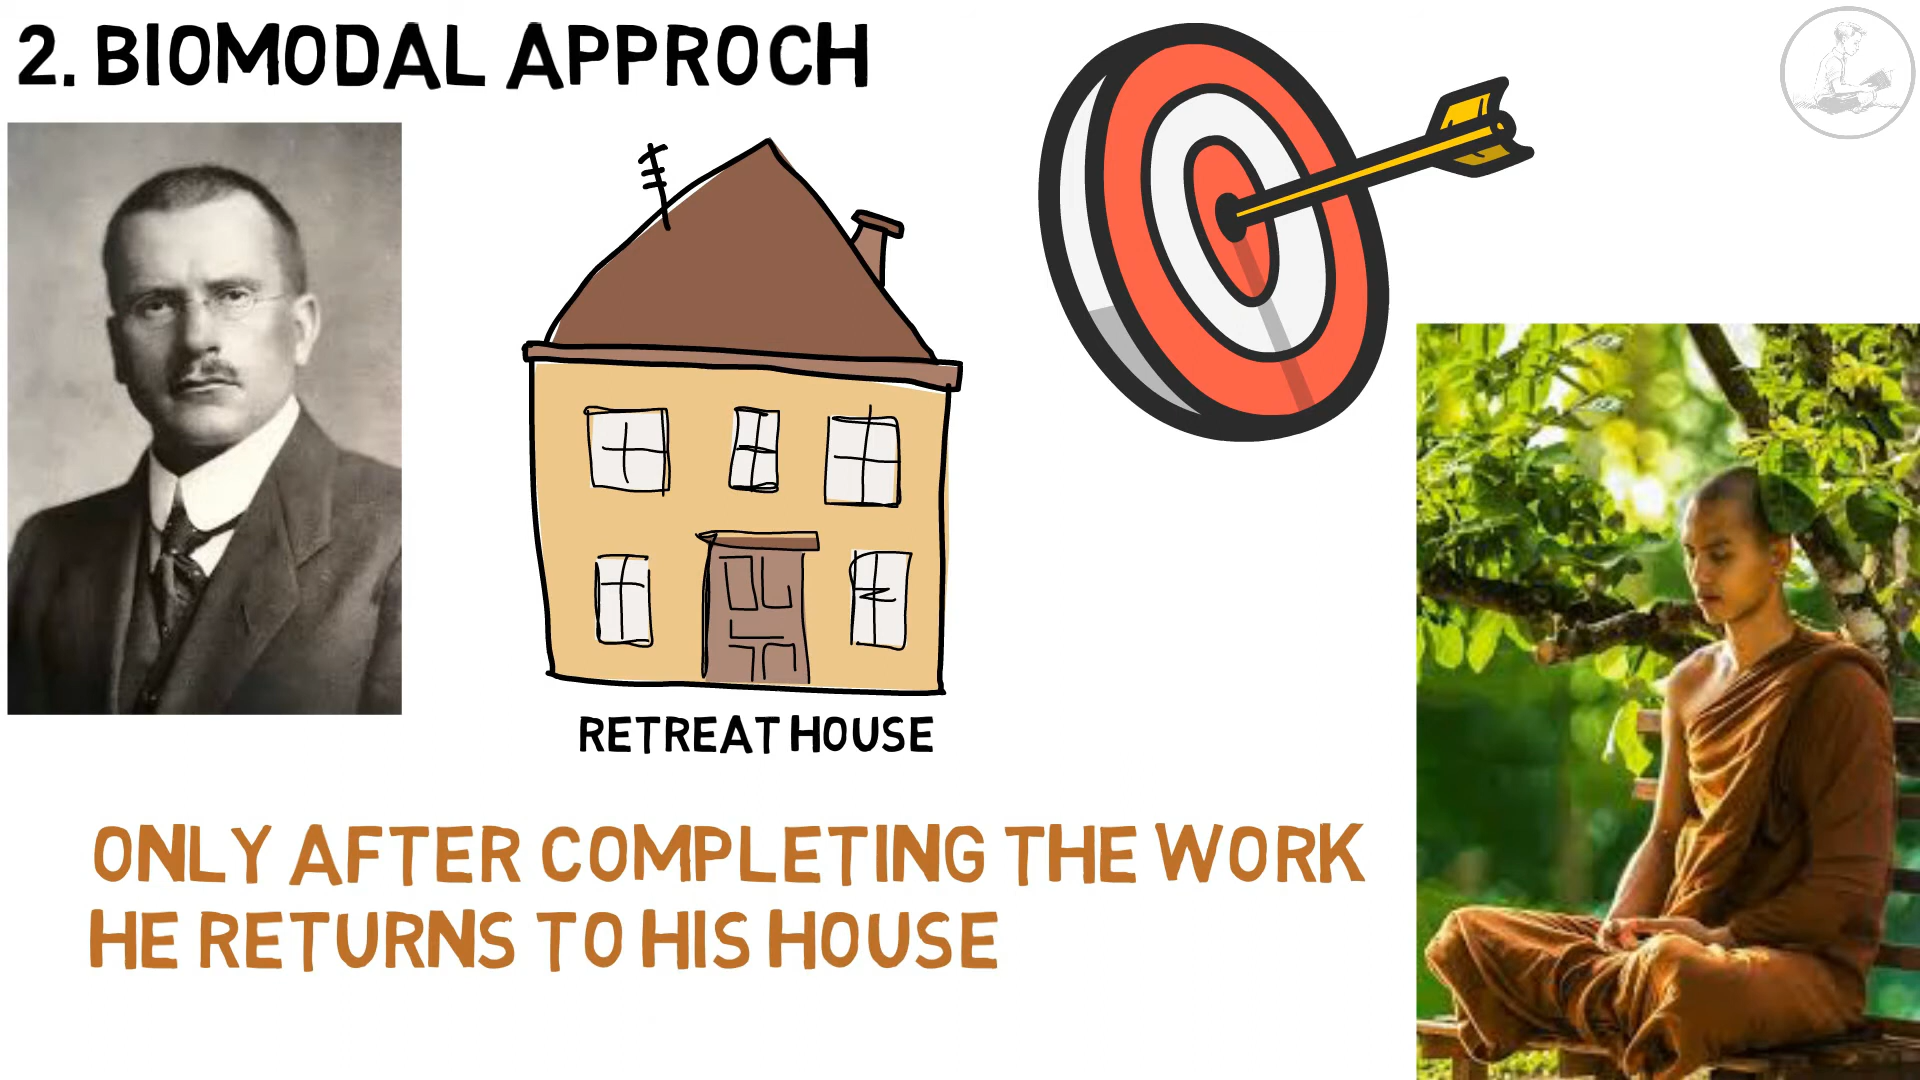 2. BIOMODAL APPROCH
RETREAT HOUSE
ONLY AFTER COMPLETING THE WORK
HE RETURNS TO HIS HOUSE